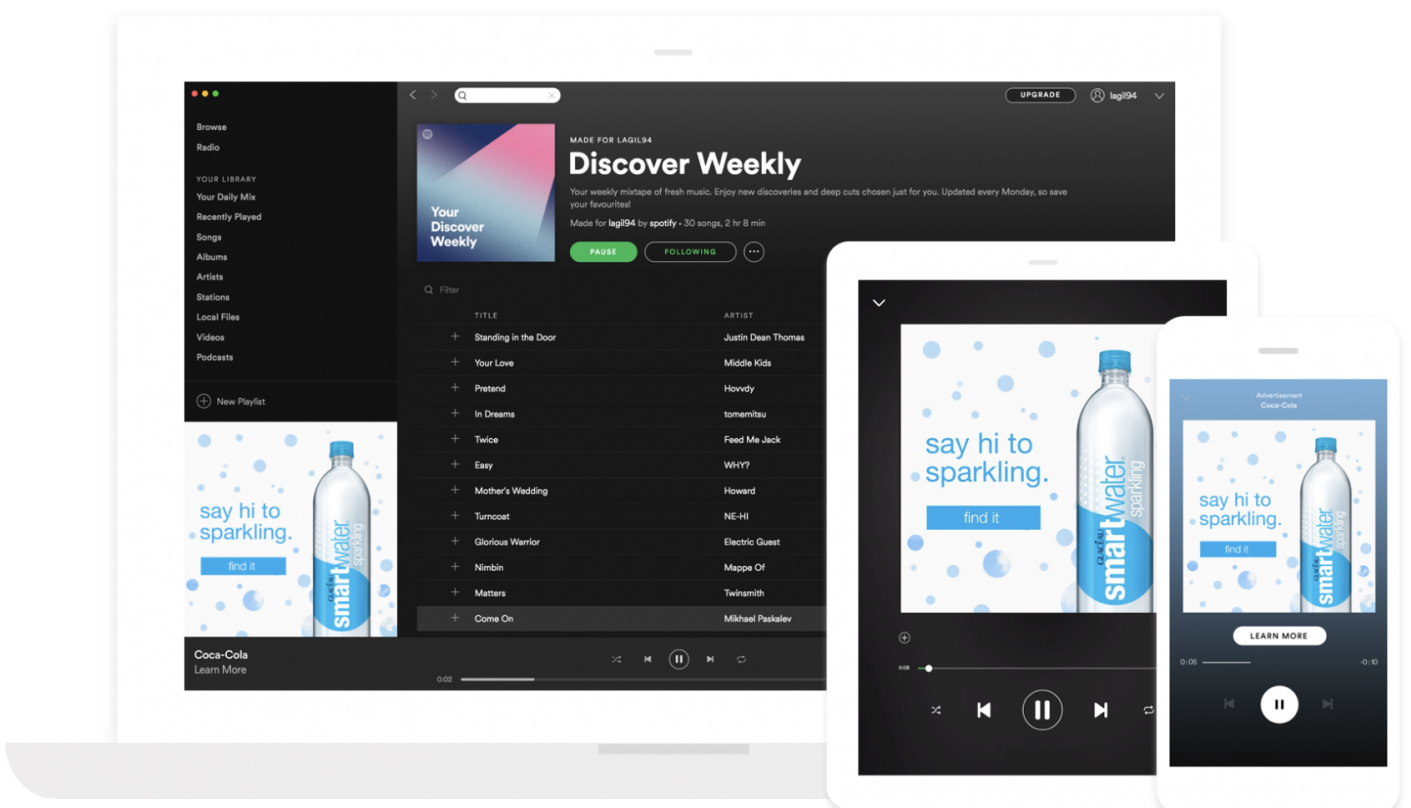 UPGRADE
lagil94
Browse
Radio
YOUR LIBRARY
Your Daily Mix
Recently Played
Songs
Albums
Artists
Stations
Local Files
Videos
Podcasts
New Playlist
say hi to
sparkling.
find it
GLACÉAU
smartwater
sparkling
Coca-Cola
Learn More
Your
Discover
Weekly
MADE FOR LAGIL94
Discover Weekly
Your weekly mixtape of fresh music. Enjoy new discoveries and deep cuts chosen just for you. Updated every Monday, so save
your favourites!
Made for lagil94 by spotify • 30 songs, 2 hr 8 min
PAUSE
FOLLOWING
Filter
TITLE ARTIST
Standing in the Door Justin Dean Thomas
Your Love Middle Kids
Pretend Hovvdy
In Dreams tomemitsu
Twice Feed Me Jack
Easy WHY?
Mother's Wedding Howard
Turncoat NE-HI
Glorious Warrior Electric Guest
Nimbin Mappe Of
Matters Twinsmith
Come On Mikhael Paskalev
0:02
say hi to
sparkling.
find it
GLACÉAU
smartwater
sparkling
0:08
Advertisement
Coca-Cola
say hi to
sparkling.
find it
GLACÉAU
smartwater
sparkling
LEARN MORE
0:05 -0:10